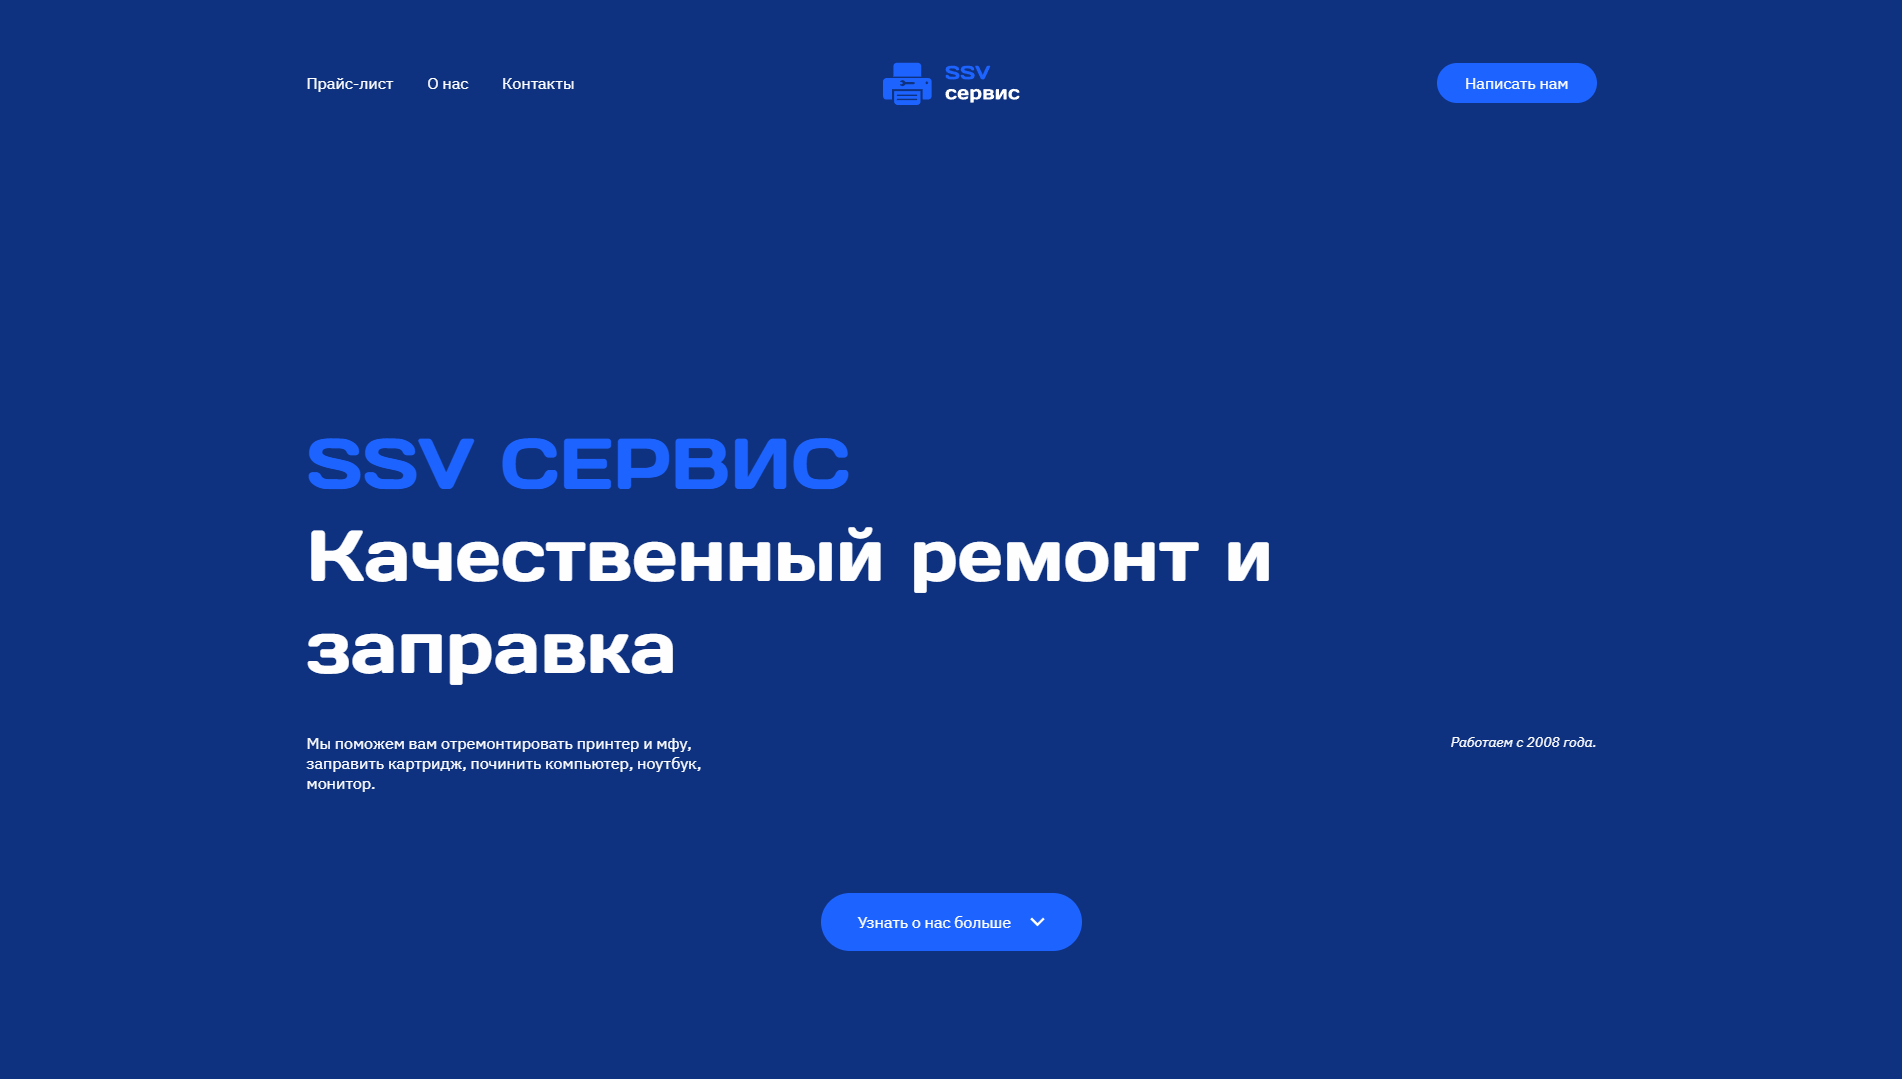 Прайс-лист О нас Контакты
SSV
сервис
Написать нам
SSV СЕРВИС
Качественный ремонт и
заправка
Мы поможем вам отремонтировать принтер и мфу,
заправить картридж, починить компьютер, ноутбук,
монитор.
Работаем с 2008 года.
Узнать о нас больше